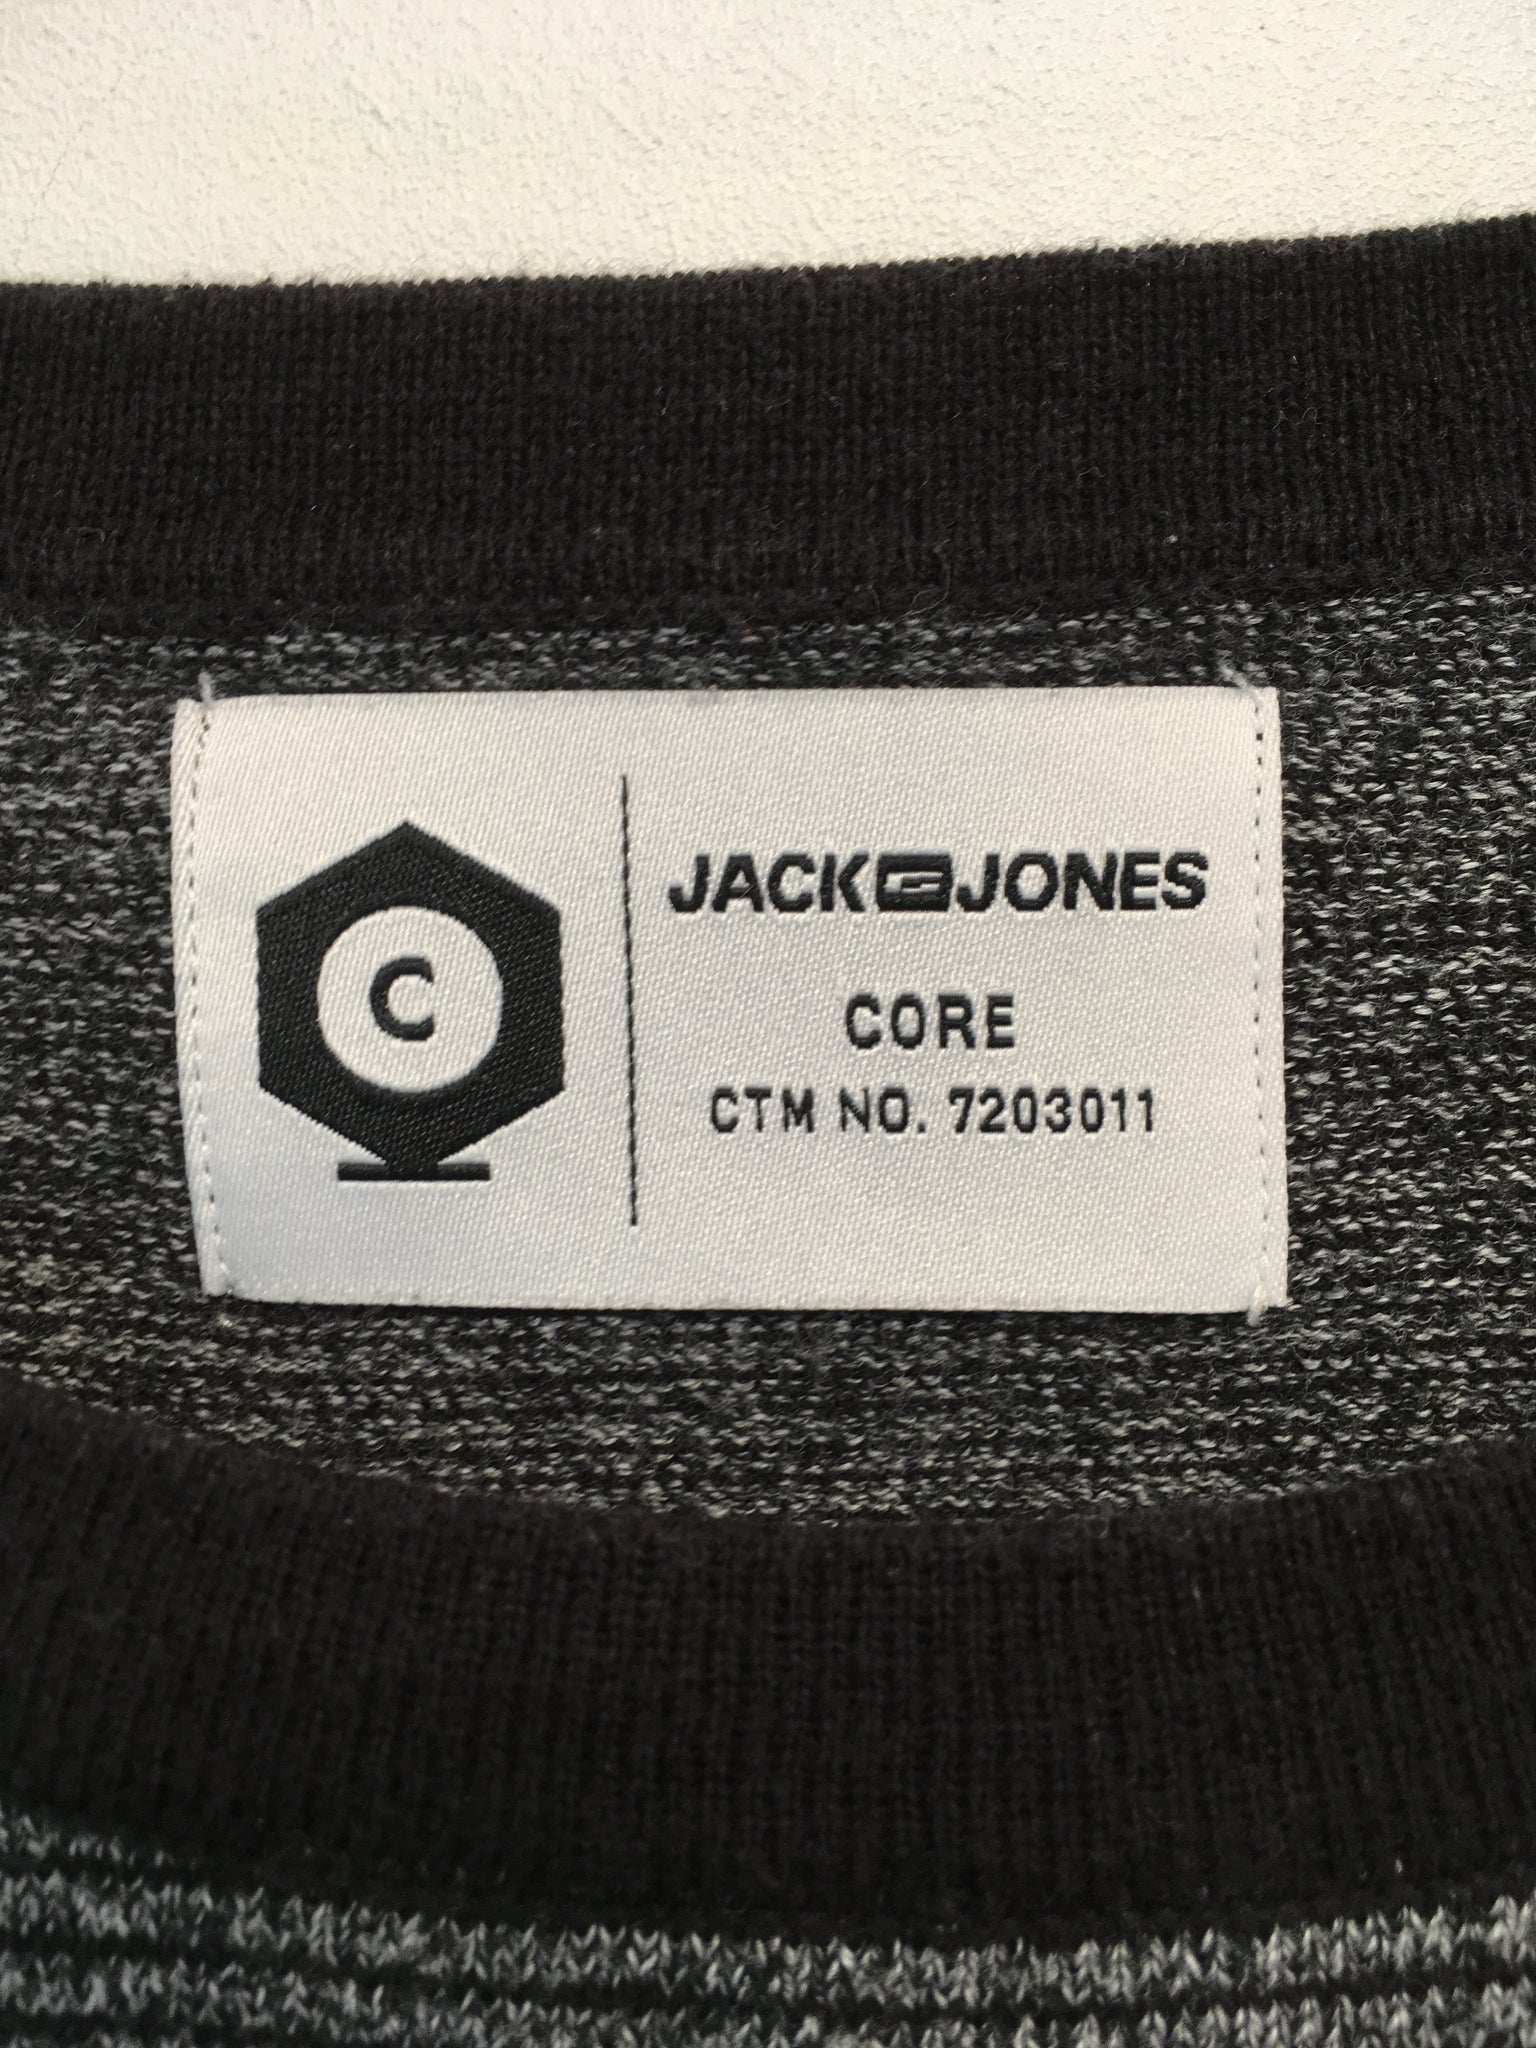 C
JACK JONES
CORE
CTM NO. 7203011